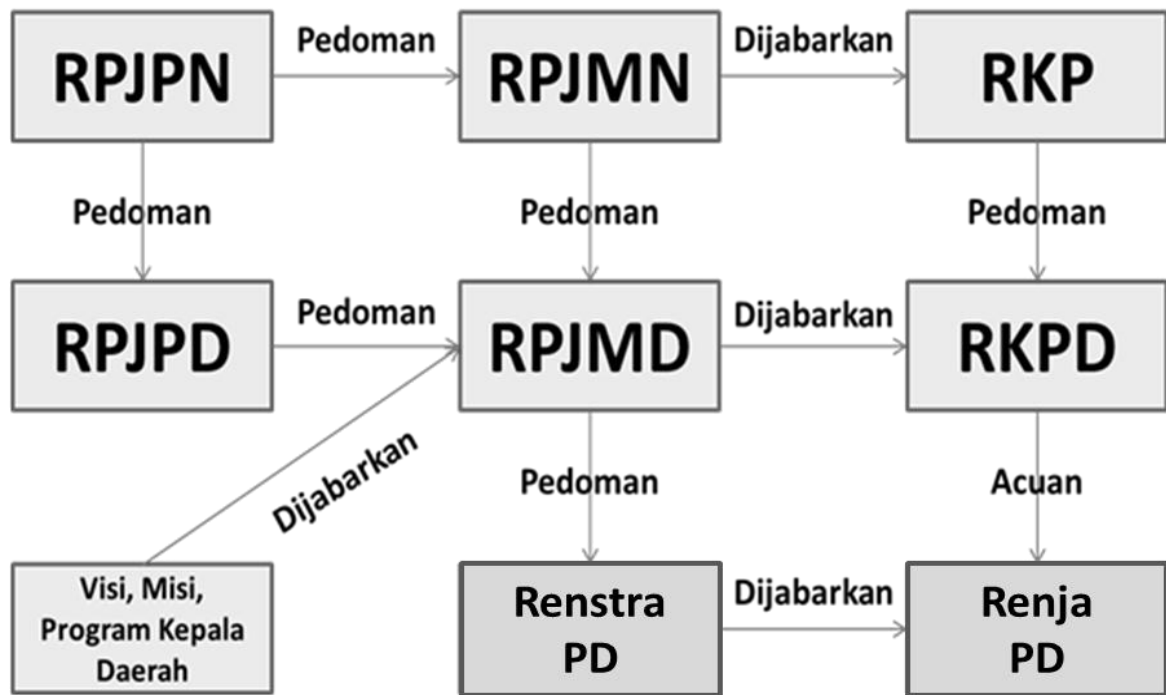 Pedoman
Dijabarkan
RPJPN
RPJMN
RKP
Pedoman
Pedoman
Pedoman
Pedoman
Dijabarkan
RPJPD
RPJMD
RKPD
Dijabarkan
Pedoman
Acuan
Visi, Misi,
Program Kepala
Daerah
Renstra
PD
Dijabarkan
Renja
PD